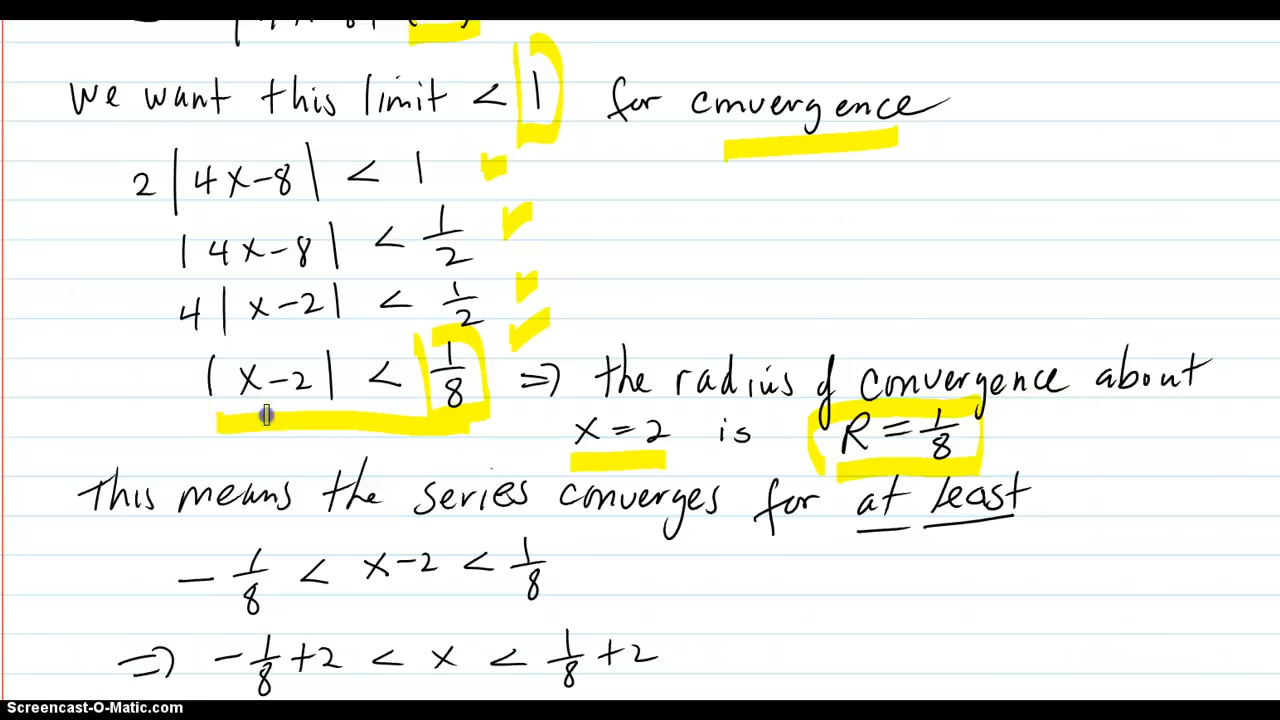 We want this limit < 1 for convergence
2|4x-8| < 1
|4x-8| < 1/2
4|x-2| < 1/2
|x-2| < 1/8 ⇒ the radius of convergence about
x = 2 is R = 1/8
This means the series converges for at least
-1/8 < x-2 < 1/8
⇒ -1/8+2 < x < 1/8+2
Screencast-O-Matic.com